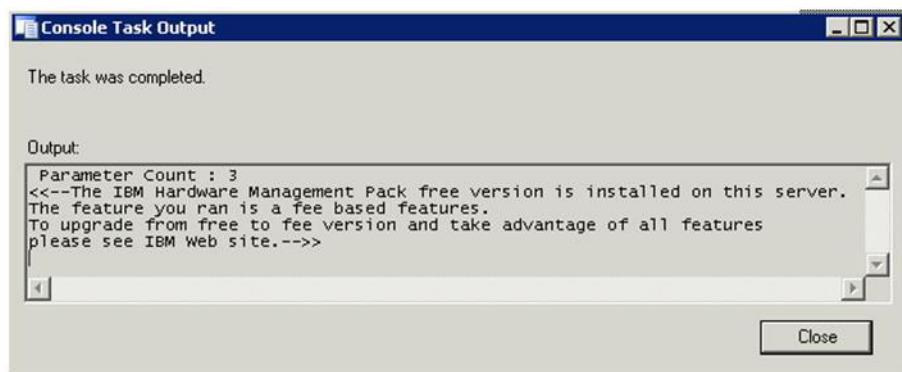 Console Task Output
The task was completed.
Output:
Parameter Count : 3
<<--The IBM Hardware Management Pack free version is installed on this server.
The feature you ran is a fee based features.
To upgrade from free to fee version and take advantage of all features
please see IBM Web site.-->>
Close